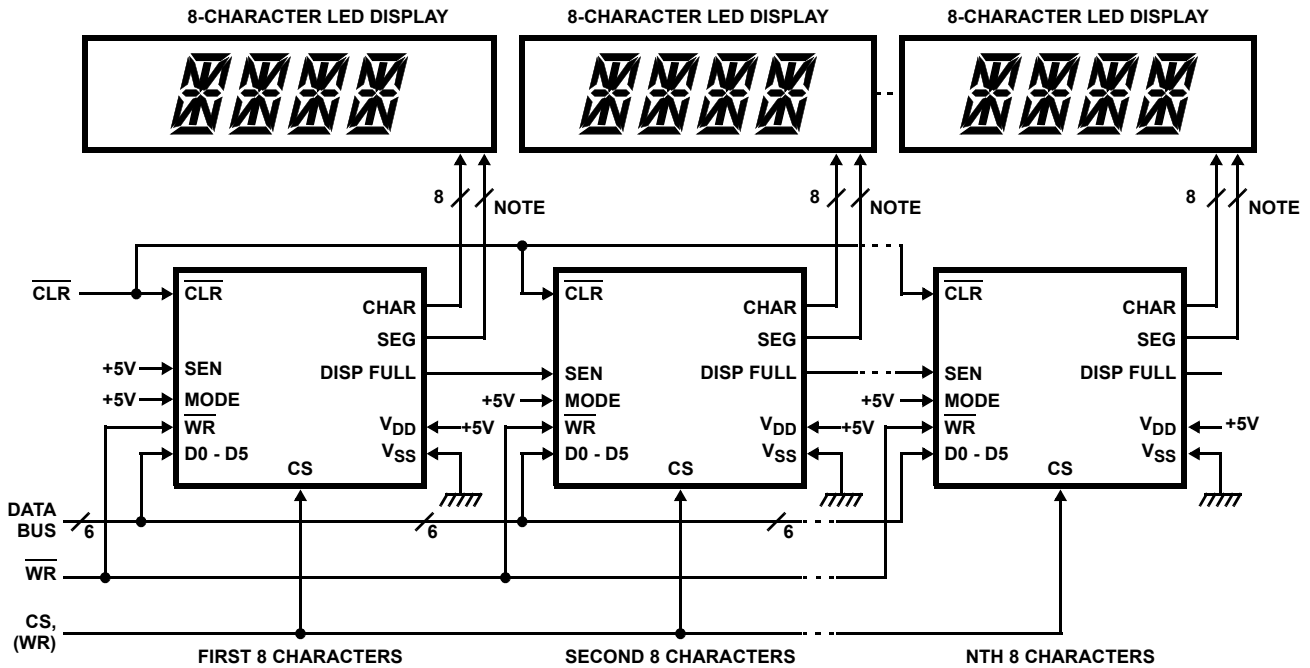 8-CHARACTER LED DISPLAY
8-CHARACTER LED DISPLAY
8-CHARACTER LED DISPLAY
8
NOTE
8
NOTE
8
NOTE
CLR
CLR
CHAR
SEG
+5V
SEN
DISP FULL
+5V
MODE
WR
VDD
+5V
D0 - D5
VSS
CS
CLR
CHAR
SEG
SEN
DISP FULL
+5V
MODE
WR
VDD
+5V
D0 - D5
VSS
CS
CLR
CHAR
SEG
SEN
DISP FULL
+5V
MODE
WR
VDD
+5V
D0 - D5
VSS
CS
DATA
BUS
6
6
6
WR
CS,
(WR)
FIRST 8 CHARACTERS
SECOND 8 CHARACTERS
NTH 8 CHARACTERS